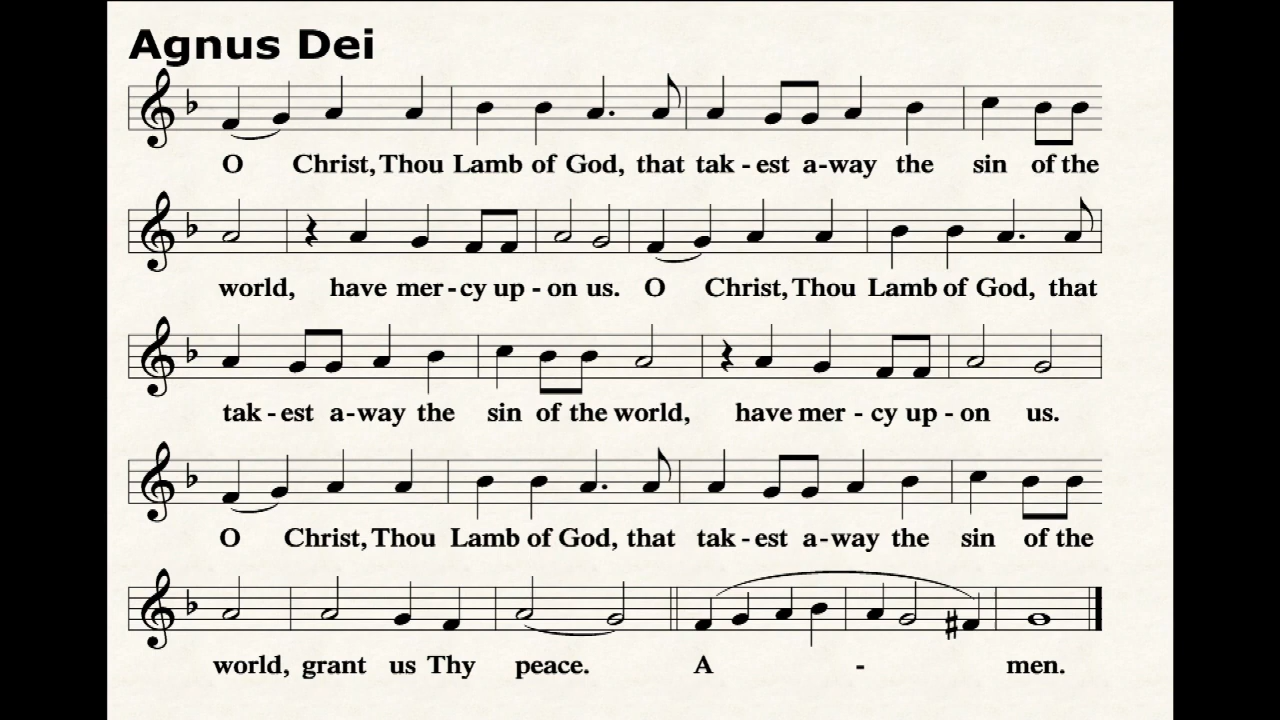 Agnus Dei
O Christ, Thou Lamb of God, that tak - est a - way the sin of the
world, have mer - cy up - on us. O Christ, Thou Lamb of God, that
tak - est a - way the sin of the world, have mer - cy up - on us.
O Christ, Thou Lamb of God, that tak - est a - way the sin of the
world, grant us Thy peace. A - men.